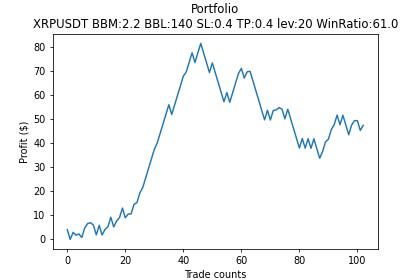 Portfolio
XRPUSDT BBM:2.2 BBL:140 SL:0.4 TP:0.4 lev:20 WinRatio:61.0
80
70
60
50
40
30
20
10
0
Profit ($)
0 20 40 60 80 100
Trade counts